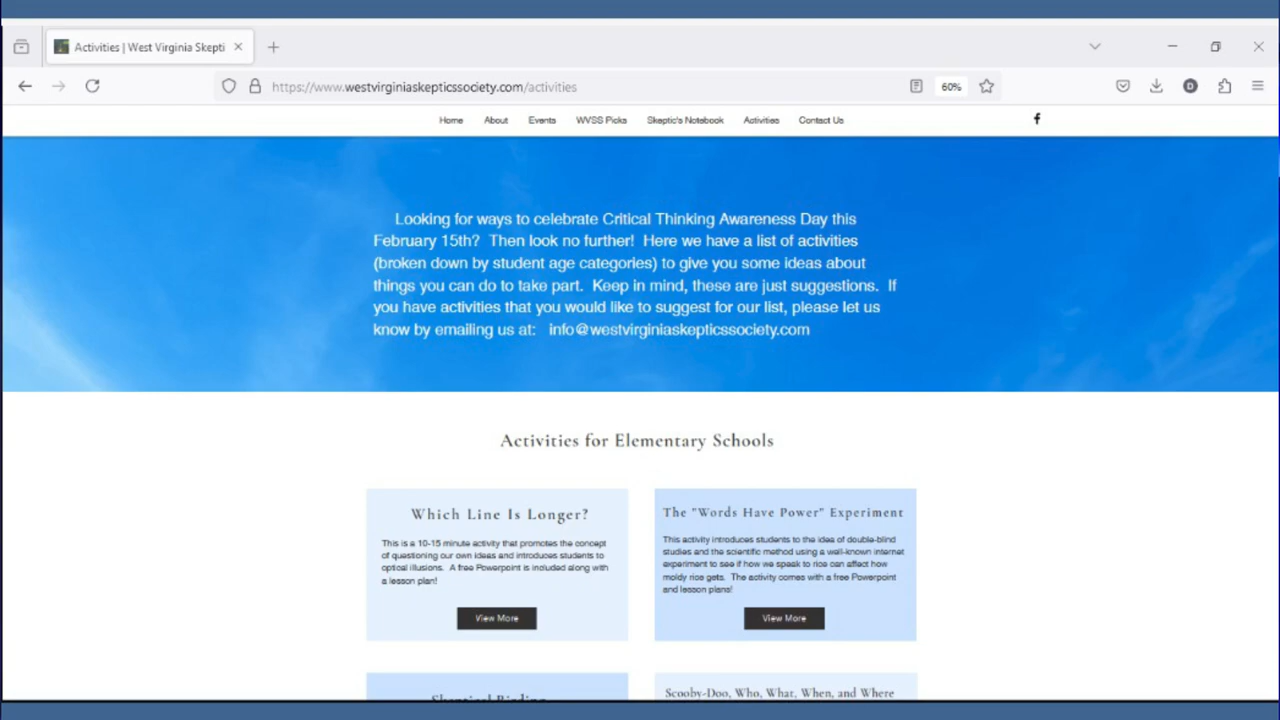 Activities | West Virginia Skepti
https://www.westvirginiaskepticssociety.com/activities
60%
D
Home About Events WVSS Picks Skeptic's Notebook Activities Contact Us
Looking for ways to celebrate Critical Thinking Awareness Day this
February 15th? Then look no further! Here we have a list of activities
(broken down by student age categories) to give you some ideas about
things you can do to take part. Keep in mind, these are just suggestions. If
you have activities that you would like to suggest for our list, please let us
know by emailing us at: info@westvirginiaskepticssociety.com
Activities for Elementary Schools
Which Line Is Longer?
This is a 10-15 minute activity that promotes the concept
of questioning our own ideas and introduces students to
optical illusions. A free Powerpoint is included along with
a lesson plan!
View More
The "Words Have Power" Experiment
This activity introduces students to the idea of double-blind
studies and the scientific method using a well-known internet
experiment to see if how we speak to rice can affect how
moldy rice gets. The activity comes with a free Powerpoint
and lesson plans!
View More
Scooby-Doo, Who, What, When, and Where